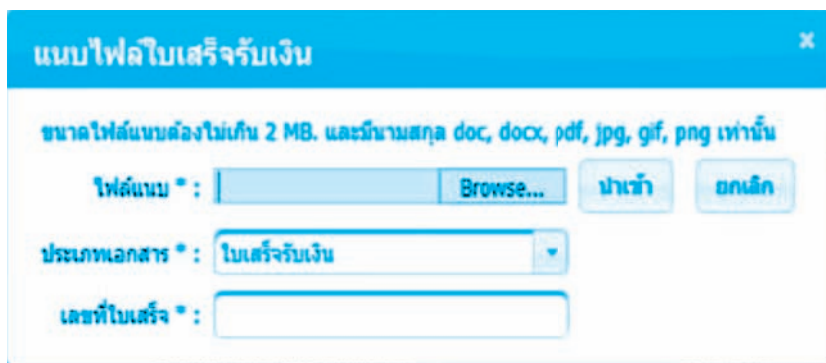 แนบไฟล์ใบเสร็จรับเงิน x
ขนาดไฟล์แนบต้องไม่เกิน 2 MB. และมีนามสกุล doc, docx, pdf, jpg, gif, png เท่านั้น
ไฟล์แนบ * : Browse... นำเข้า ยกเลิก
ประเภทเอกสาร * : ใบเสร็จรับเงิน
เลขที่ใบเสร็จ * :